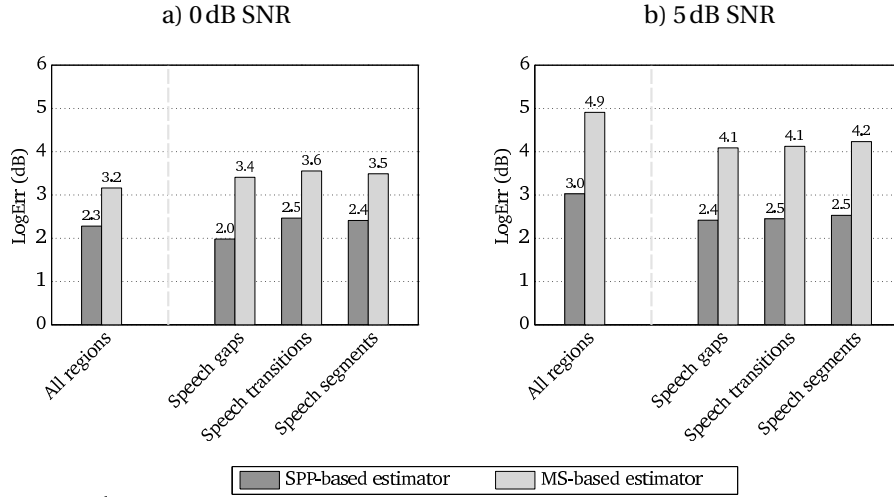 a) 0 dB SNR
LogErr (dB)
6
5
4
3
2
1
0
2.3
3.2
2.0
3.4
2.5
3.6
2.4
3.5
All regions
Speech gaps
Speech transitions
Speech segments
b) 5 dB SNR
LogErr (dB)
6
5
4
3
2
1
0
3.0
4.9
2.4
4.1
2.5
4.1
2.5
4.2
All regions
Speech gaps
Speech transitions
Speech segments
SPP-based estimator
MS-based estimator